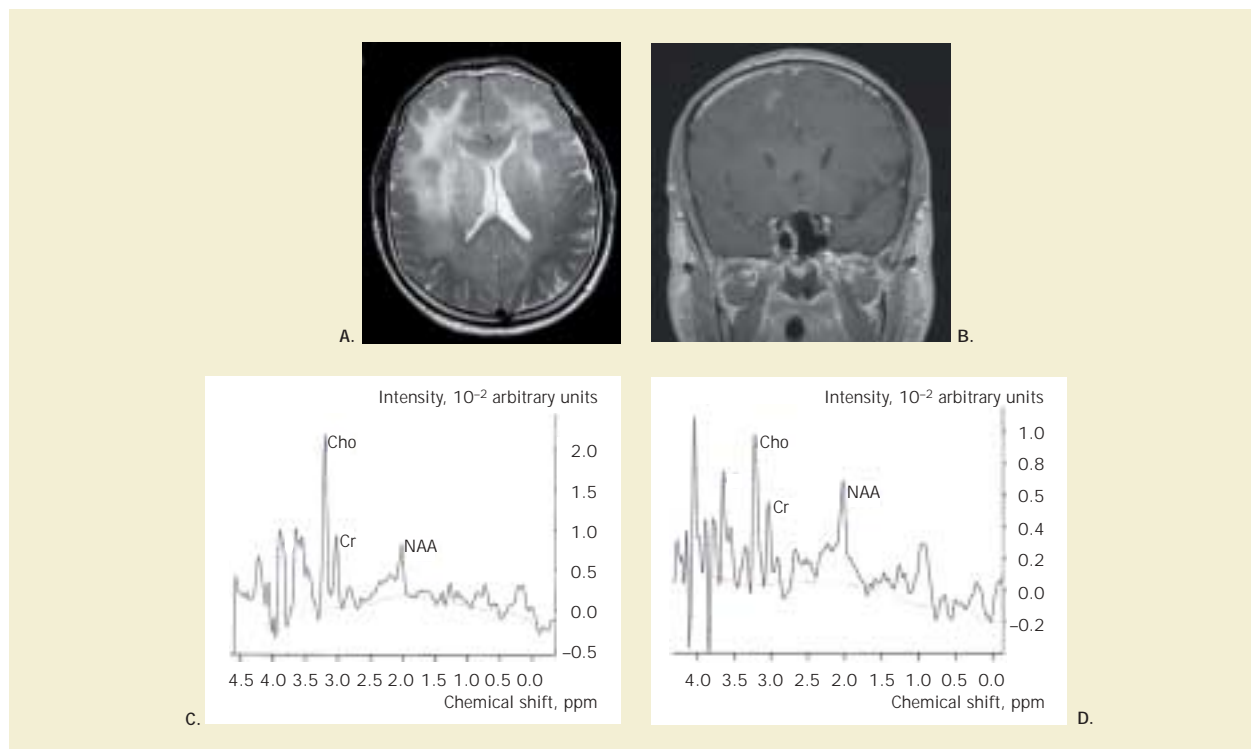 A.
B.
Intensity, 10⁻² arbitrary units
Cho
2.0
1.5
1.0
Cr
NAA
0.5
0.0
–0.5
4.5 4.0 3.5 3.0 2.5 2.0 1.5 1.0 0.5 0.0
Chemical shift, ppm
C.
Intensity, 10⁻² arbitrary units
1.0
Cho
0.8
NAA
0.5
Cr
0.4
0.2
0.0
–0.2
4.0 3.5 3.0 2.5 2.0 1.5 1.0 0.5 0.0
Chemical shift, ppm
D.